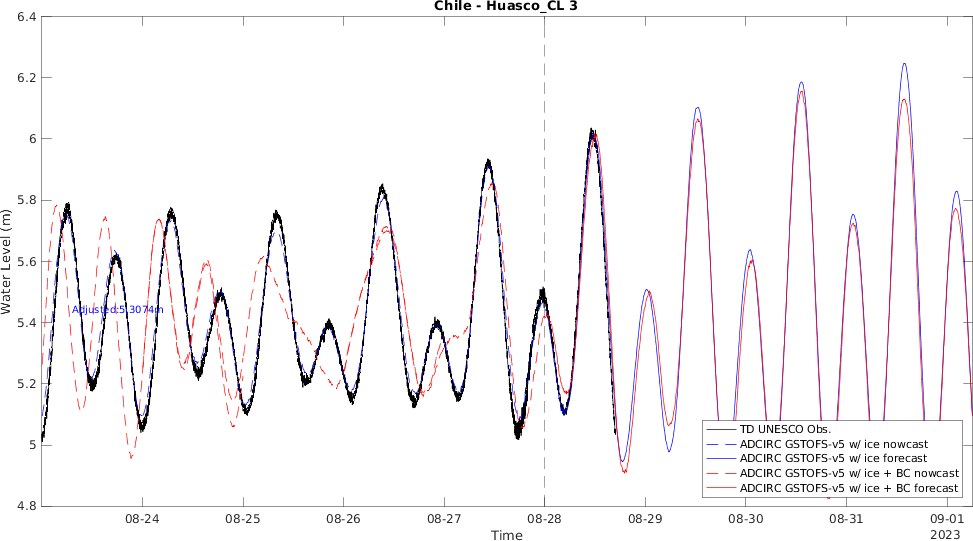 Chile - Huasco_CL 3
6.4
6.2
6
5.8
5.6
5.4
5.2
5
4.8
Water Level (m)
Adjusted:5.3074m
TD UNESCO Obs.
ADCIRC GSTOFS-v5 w/ ice nowcast
ADCIRC GSTOFS-v5 w/ ice forecast
ADCIRC GSTOFS-v5 w/ ice + BC nowcast
ADCIRC GSTOFS-v5 w/ ice + BC forecast
08-24 08-25 08-26 08-27 08-28 08-29 08-30 08-31 09-01
2023
Time